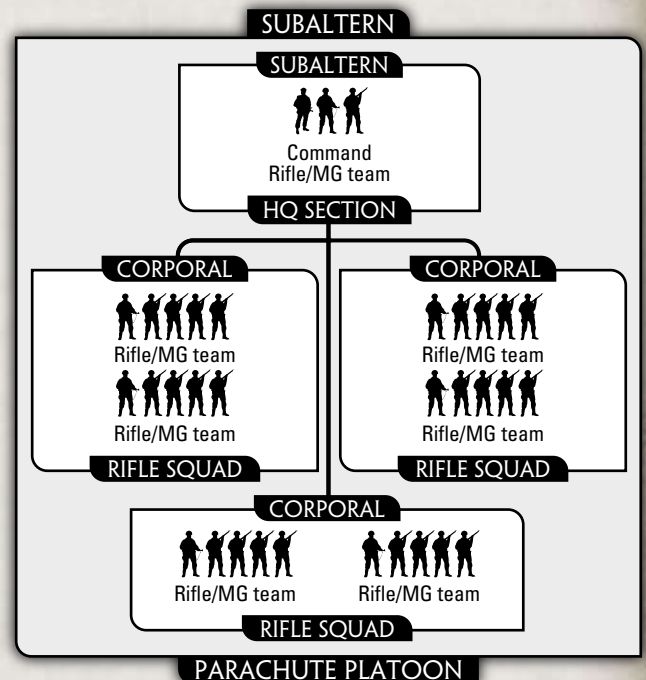 SUBALTERN
SUBALTERN
Command
Rifle/MG team
HQ SECTION
CORPORAL
Rifle/MG team
Rifle/MG team
RIFLE SQUAD
CORPORAL
Rifle/MG team
Rifle/MG team
RIFLE SQUAD
CORPORAL
Rifle/MG team
Rifle/MG team
RIFLE SQUAD
PARACHUTE PLATOON